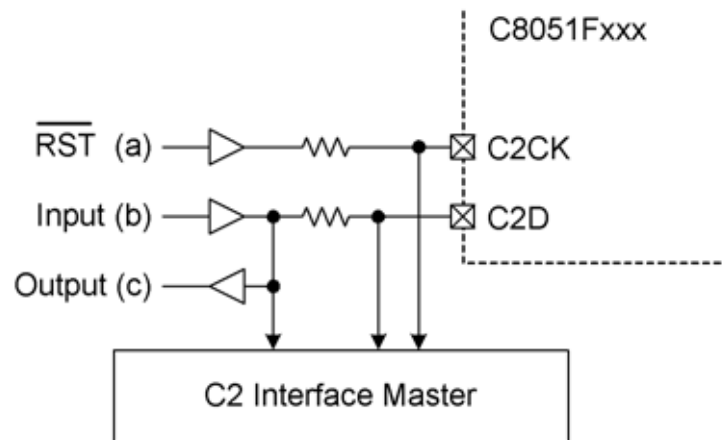 C8051Fxxx
RST (a)
C2CK
Input (b)
C2D
Output (c)
C2 Interface Master